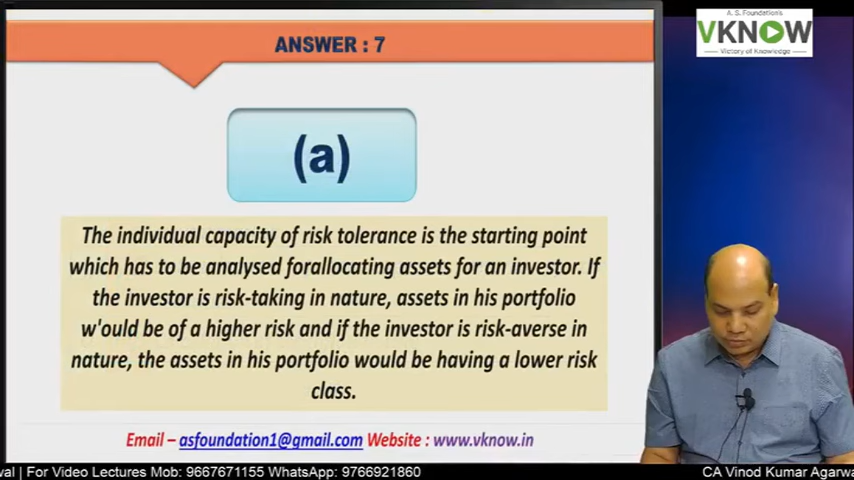 A. S. Foundation's
VKNOW
Victory of Knowledge
ANSWER : 7
(a)
The individual capacity of risk tolerance is the starting point
which has to be analysed forallocating assets for an investor. If
the investor is risk-taking in nature, assets in his portfolio
w'ould be of a higher risk and if the investor is risk-averse in
nature, the assets in his portfolio would be having a lower risk
class.
Email – asfoundation1@gmail.com Website : www.vknow.in
wal | For Video Lectures Mob: 9667671155 WhatsApp: 9766921860
CA Vinod Kumar Agarwa